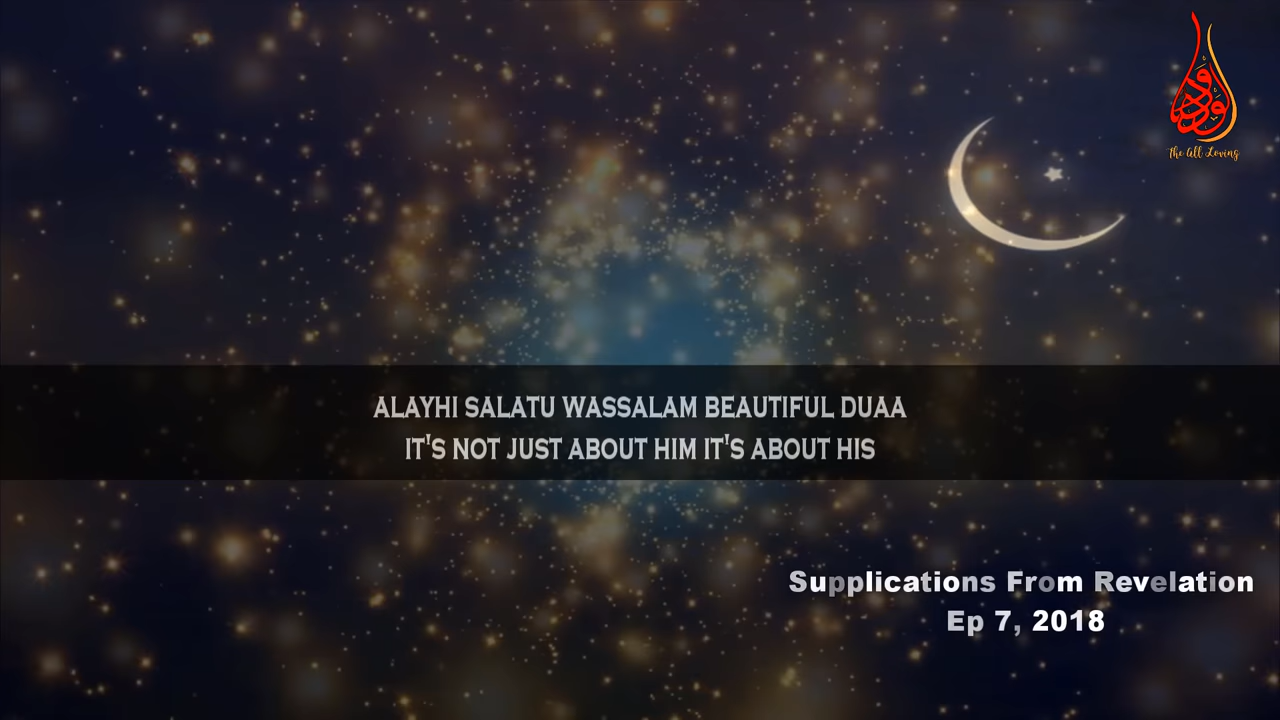 الودود
The All Loving
ALAYHI SALATU WASSALAM BEAUTIFUL DUAA
IT'S NOT JUST ABOUT HIM IT'S ABOUT HIS
Supplications From Revelation
Ep 7, 2018